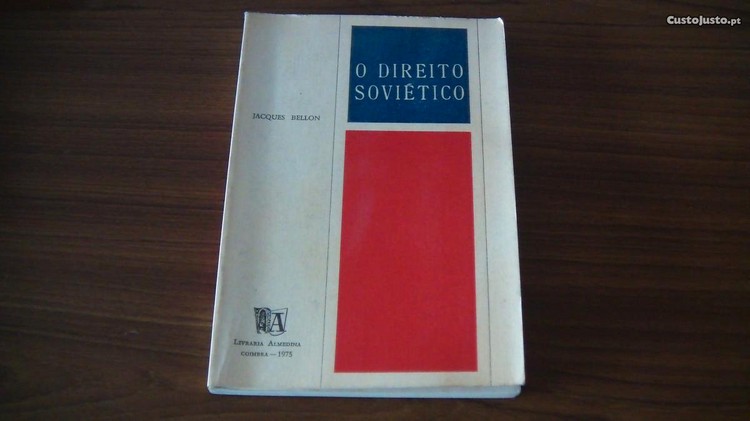 CustoJusto.pt
O DIREITO
SOVIÉTICO
JACQUES BELLON
LIVRARIA ALMEDINA
COIMBRA — 1975